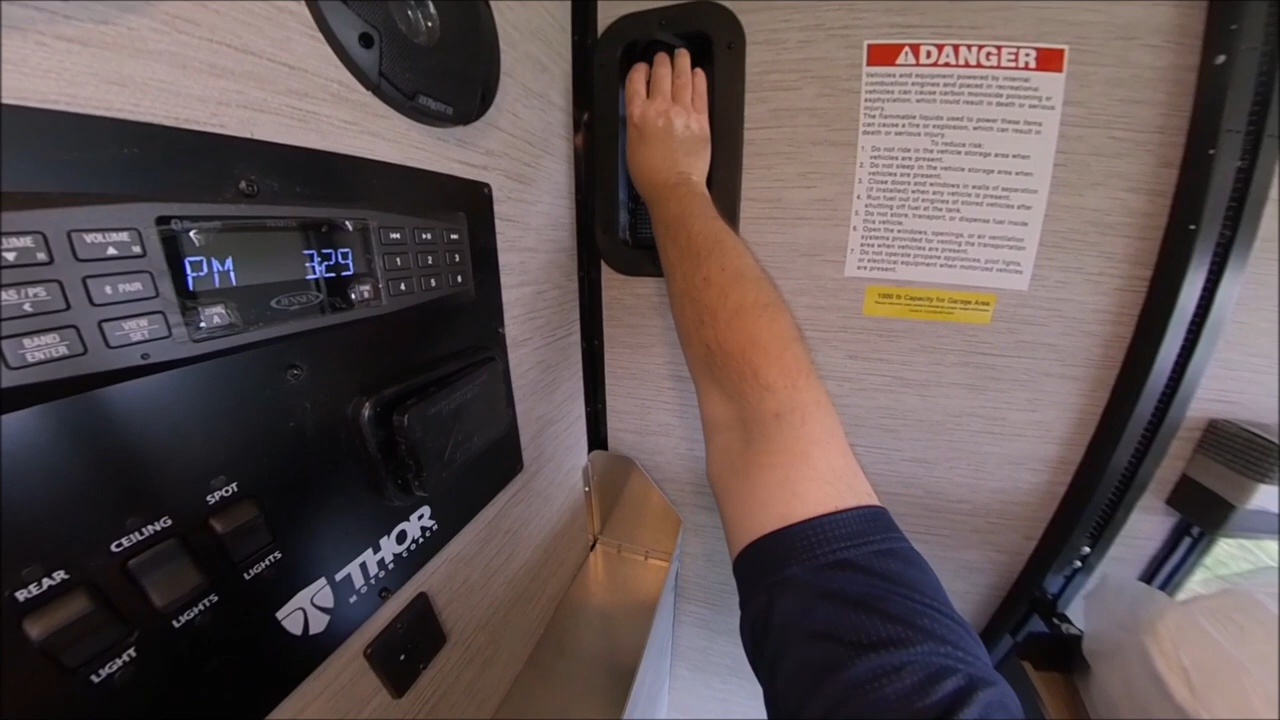 JENSEN
DANGER
Vehicles and equipment powered by internal
combustion engines and placed in recreational
vehicles can cause carbon monoxide poisoning or
asphyxiation, which could result in death or serious
injury.
The flammable liquids used to power these items
can cause a fire or explosion, which can result in
death or serious injury.
To reduce risk:
1. Do not ride in the vehicle storage area when
vehicles are present.
2. Do not sleep in the vehicle storage area when
vehicles are present.
3. Close doors and windows in walls of separation
(if installed) when any vehicle is present.
4. Run fuel out of engines of stored vehicles after
shutting off fuel at the tank.
5. Do not store, transport, or dispense fuel inside
this vehicle.
6. Open the windows, openings, or air ventilation
systems provided for venting the transportation
area when vehicles are present.
7. Do not operate propane appliances, pilot lights,
or electrical equipment when motorized vehicles
are present.
1000 lb Capacity for Garage Area
VOLUME
VOLUME
M
PM 3:29
1 2 3
4 5 6
AS / PS
PAIR
JENSEN
ZONE
A
BAND
ENTER
VIEW
SET
SPOT
LIGHTS
CEILING
LIGHTS
REAR
LIGHT
THOR
MOTOR COACH